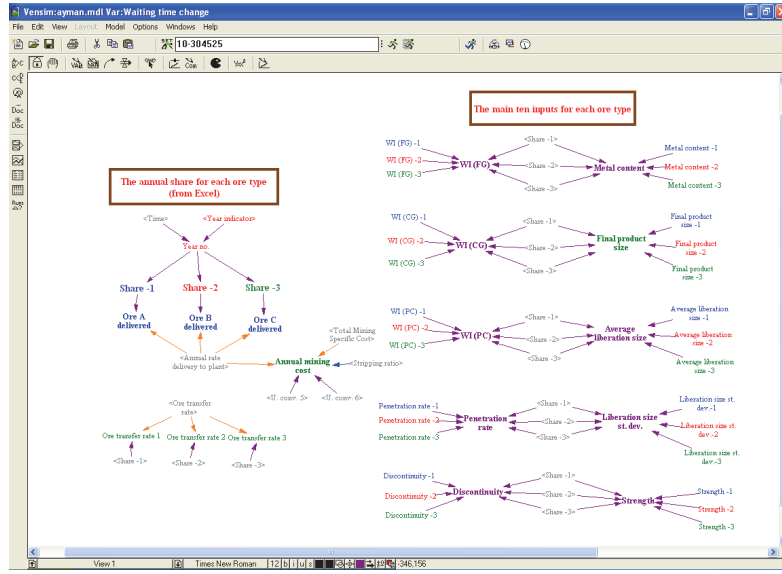 Vensim:ayman.mdl Var:Waiting time change
File Edit View Layout Model Options Windows Help
10-304525
Doc
VAR
Com
The main ten inputs for each ore type
The annual share for each ore type
(from Excel)
<Time>
<Year indicator>
Year no.
Share -1
Share -2
Share -3
Ore A
delivered
Ore B
delivered
Ore C
delivered
<Annual rate
delivery to plant>
<Total Mining
Specific Cost>
Annual mining
cost
<Stripping ratio>
<U. conv. 5>
<U. conv. 6>
<Ore transfer
rate>
Ore transfer rate 1
Ore transfer rate 2
Ore transfer rate 3
<Share -1>
<Share -2>
<Share -3>
WI (FG) -1
WI (FG) -2
WI (FG) -3
WI (FG)
<Share -1>
<Share -2>
<Share -3>
Metal content
Metal content -1
Metal content -2
Metal content -3
WI (CG) -1
WI (CG) -2
WI (CG) -3
WI (CG)
<Share -1>
<Share -2>
<Share -3>
Final product
size
Final product
size -1
Final product
size -2
Final product
size -3
WI (PC) -1
WI (PC) -2
WI (PC) -3
WI (PC)
<Share -1>
<Share -2>
<Share -3>
Average
liberation size
Average liberation
size -1
Average liberation
size -2
Average liberation
size -3
Penetration rate -1
Penetration rate -2
Penetration rate -3
Penetration
rate
<Share -1>
<Share -2>
<Share -3>
Liberation size
st. dev.
Liberation size st.
dev.-1
Liberation size st.
dev.-2
Liberation size st.
dev.-3
Discontinuity -1
Discontinuity -2
Discontinuity -3
Discontinuity
<Share -1>
<Share -2>
<Share -3>
Strength
Strength -1
Strength -2
Strength -3
View 1
Times New Roman 12 b i u s
-346,156